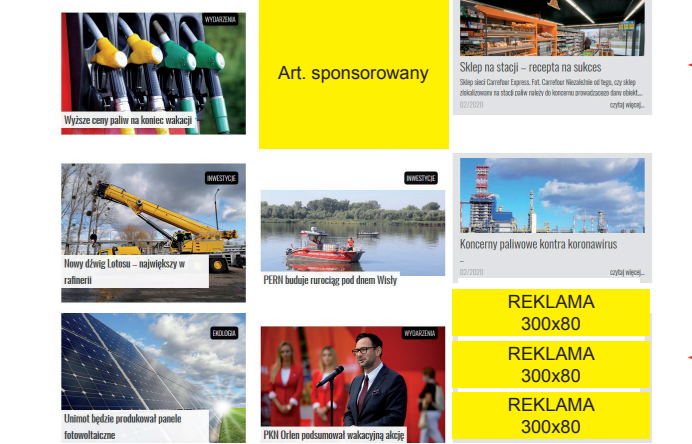 WYDARZENIA
Wyższe ceny paliw na koniec wakacji
Art. sponsorowany
Sklep na stacji – recepta na sukces
Sklep sieci Carrefour Express. Fot. Carrefour Niezależnie od tego, czy sklep
zlokalizowany na stacji paliw należy do koncernu prowadzącego dany obiekt,...
02/2020
czytaj więcej...
INWESTYCJE
Nowy dźwig Lotosu – największy w
rafinerii
INWESTYCJE
PERN buduje rurociąg pod dnem Wisły
Koncerny paliwowe kontra koronawirus
...
02/2020
czytaj więcej...
EKOLOGIA
Unimot będzie produkował panele
fotowoltaiczne
WYDARZENIA
PKN Orlen podsumował wakacyjną akcję
REKLAMA
300x80
REKLAMA
300x80
REKLAMA
300x80